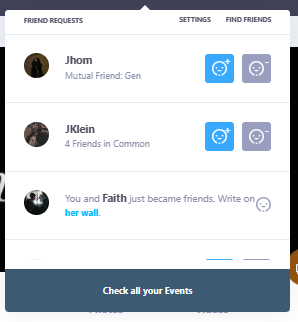 FRIEND REQUESTS SETTINGS FIND FRIENDS
Jhom
Mutual Friend: Gen
JKlein
4 Friends in Common
You and Faith just became friends. Write on
her wall.
Check all your Events